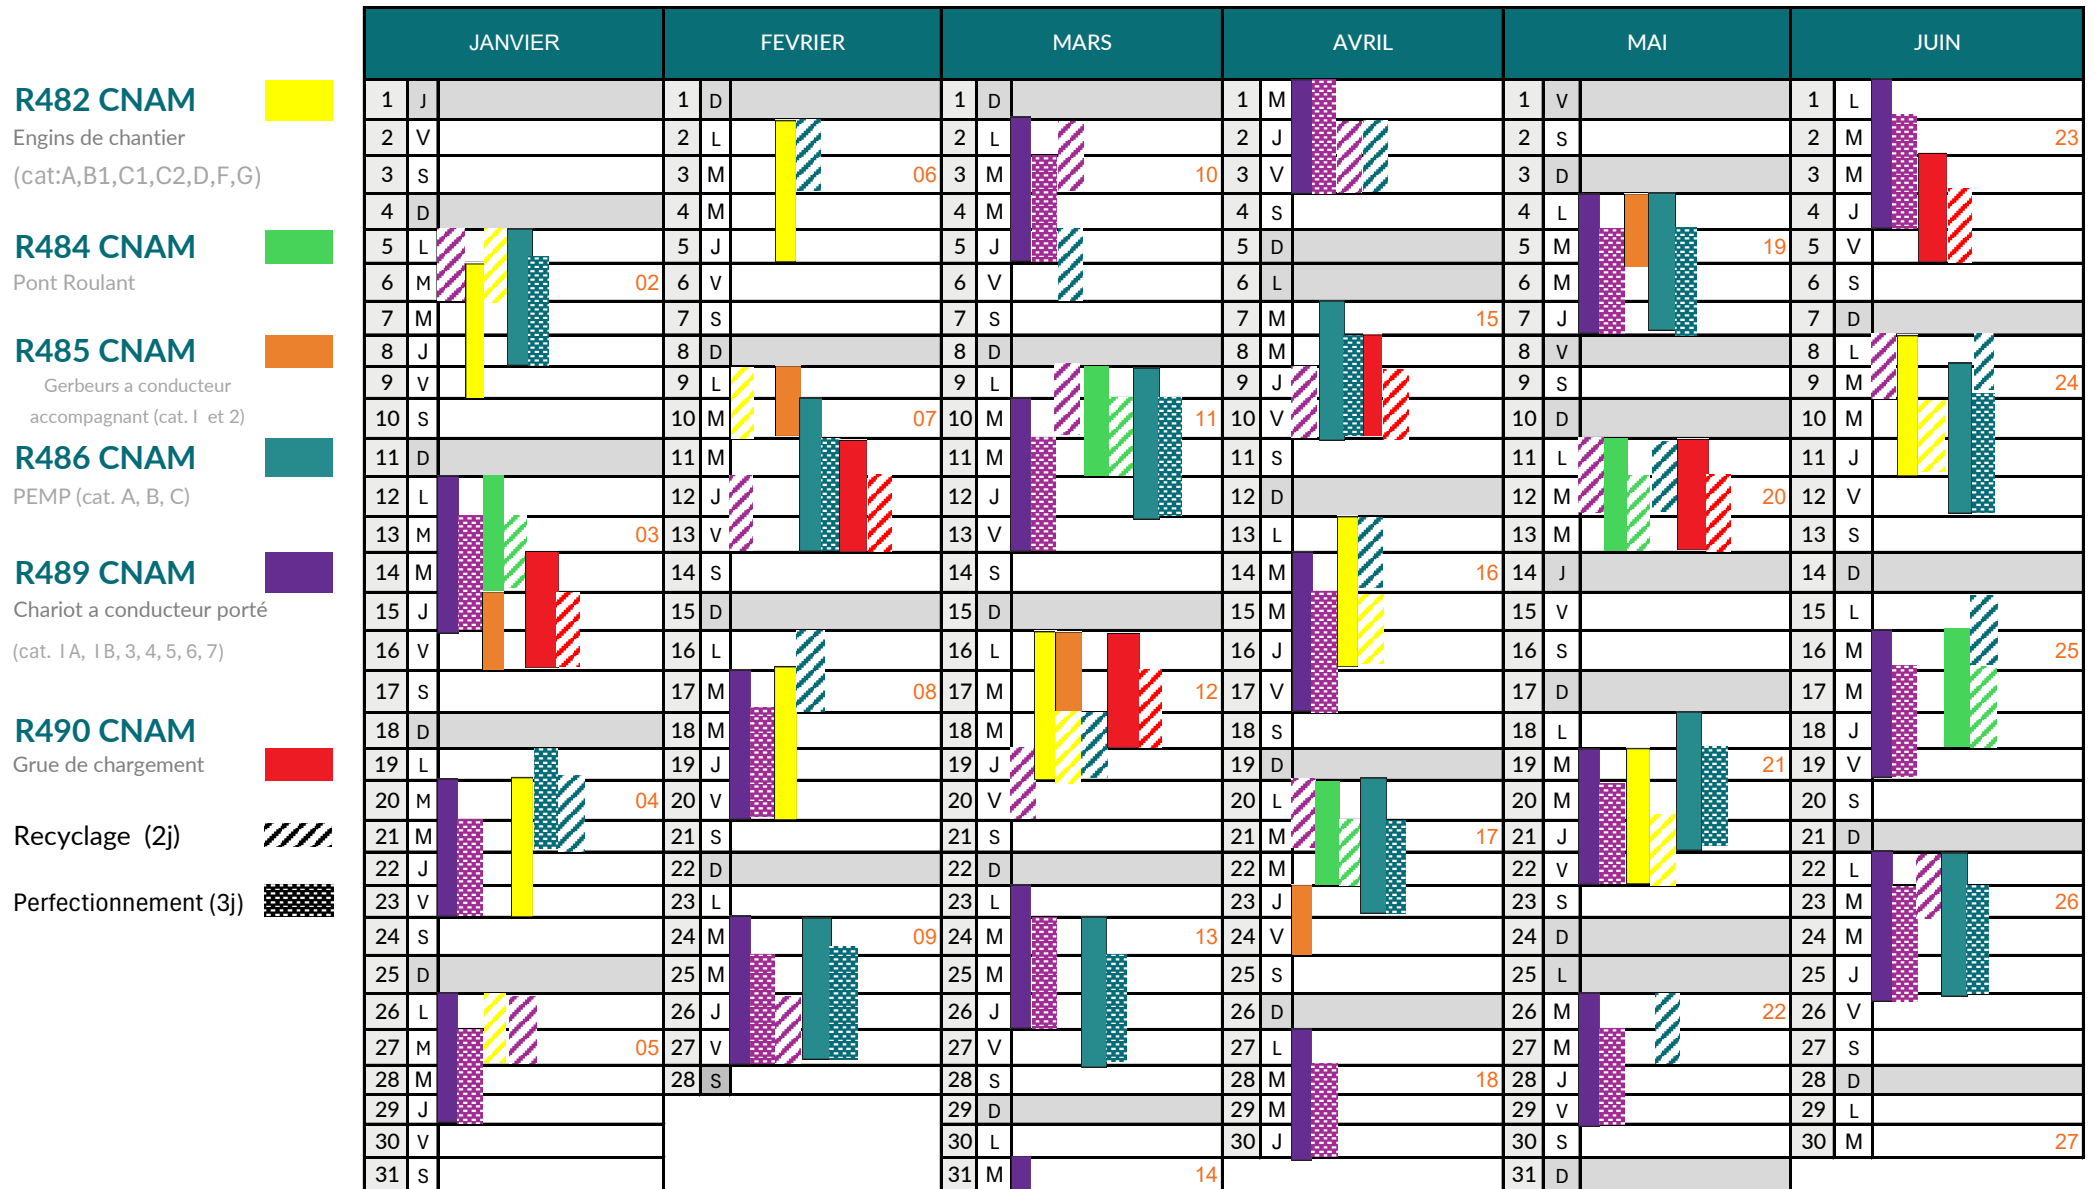 JANVIER FEVRIER MARS AVRIL MAI JUIN
R482 CNAM
Engins de chantier
(cat:A,B1,C1,C2,D,F,G)
R484 CNAM
Pont Roulant
R485 CNAM
Gerbeurs a conducteur
accompagnant (cat. I et 2)
R486 CNAM
PEMP (cat. A, B, C)
R489 CNAM
Chariot a conducteur porté
(cat. IA, IB, 3, 4, 5, 6, 7)
R490 CNAM
Grue de chargement
Recyclage (2j)
Perfectionnement (3j)
1 J 1 D 1 D 1 M 1 V 1 L
2 V 2 L 2 L 2 J 2 S 2 M 23
3 S 3 M 06 3 M 10 3 V 3 D 3 M
4 D 4 M 4 M 4 S 4 L 4 J
5 L 5 J 5 J 5 D 5 M 19 5 V
6 M 02 6 V 6 V 6 L 6 M 6 S
7 M 7 S 7 S 7 M 15 7 J 7 D
8 J 8 D 8 D 8 M 8 V 8 L
9 V 9 L 9 L 9 J 9 S 9 M 24
10 S 10 M 07 10 M 11 10 V 10 D 10 M
11 D 11 M 11 M 11 S 11 L 11 J
12 L 12 J 12 J 12 D 12 M 20 12 V
13 M 03 13 V 13 V 13 L 13 M 13 S
14 M 14 S 14 S 14 M 16 14 J 14 D
15 J 15 D 15 D 15 M 15 V 15 L
16 V 16 L 16 L 16 J 16 S 16 M 25
17 S 17 M 08 17 M 12 17 V 17 D 17 M
18 D 18 M 18 M 18 S 18 L 18 J
19 L 19 J 19 J 19 D 19 M 21 19 V
20 M 04 20 V 20 V 20 L 20 M 20 S
21 M 21 S 21 S 21 M 17 21 J 21 D
22 J 22 D 22 D 22 M 22 V 22 L
23 V 23 L 23 L 23 J 23 S 23 M 26
24 S 24 M 09 24 M 13 24 V 24 D 24 M
25 D 25 M 25 M 25 S 25 L 25 J
26 L 26 J 26 J 26 D 26 M 22 26 V
27 M 05 27 V 27 V 27 L 27 M 27 S
28 M 28 S 28 S 28 M 18 28 J 28 D
29 J 29 D 29 M 29 V 29 L
30 V 30 L 30 J 30 S 30 M 27
31 S 31 M 14 31 D